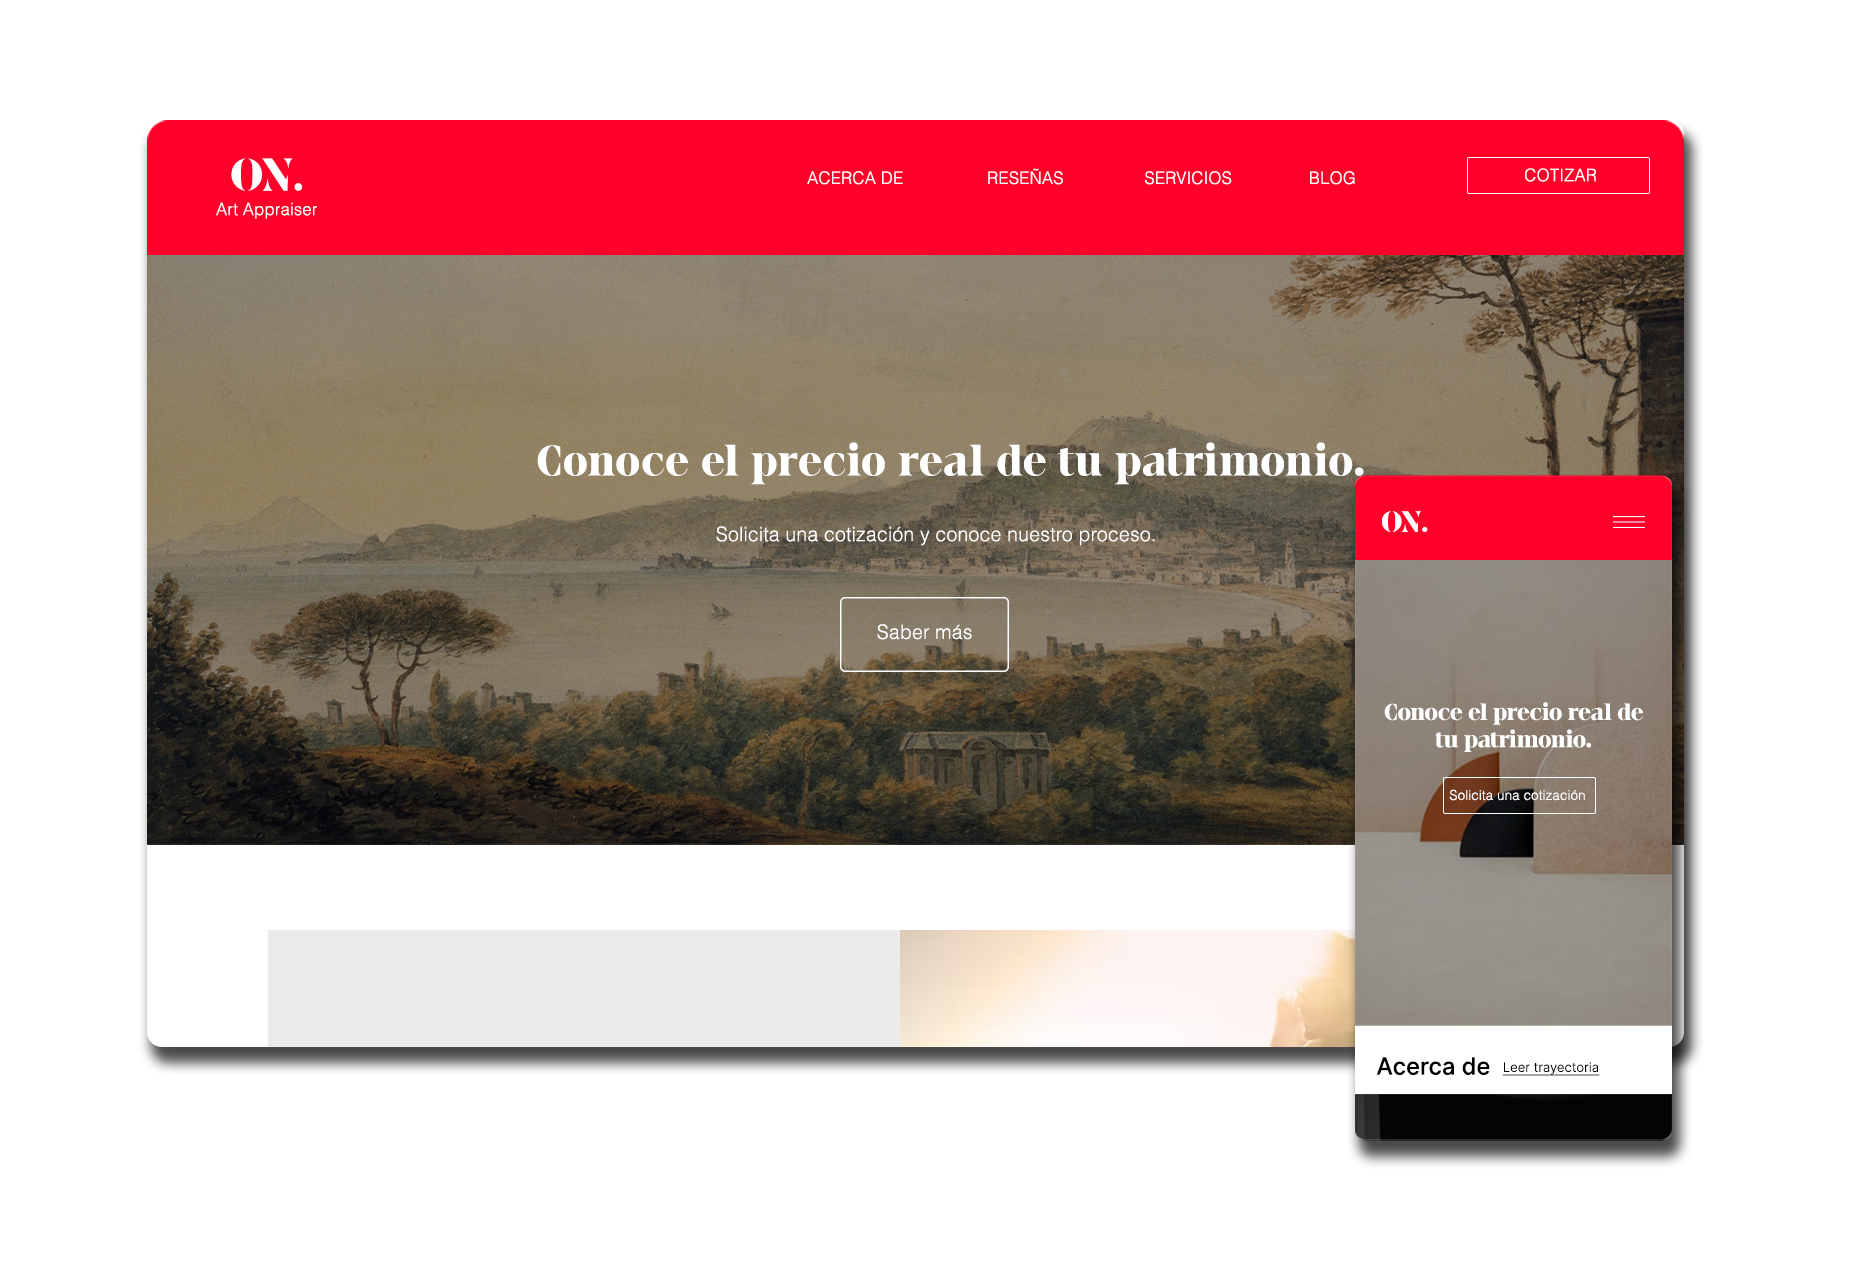 ON.
Art Appraiser
ACERCA DE
RESEÑAS
SERVICIOS
BLOG
COTIZAR
Conoce el precio real de tu patrimonio.
Solicita una cotización y conoce nuestro proceso.
Saber más
ON.
Conoce el precio real de
tu patrimonio.
Solicita una cotización
Acerca de
Leer trayectoria